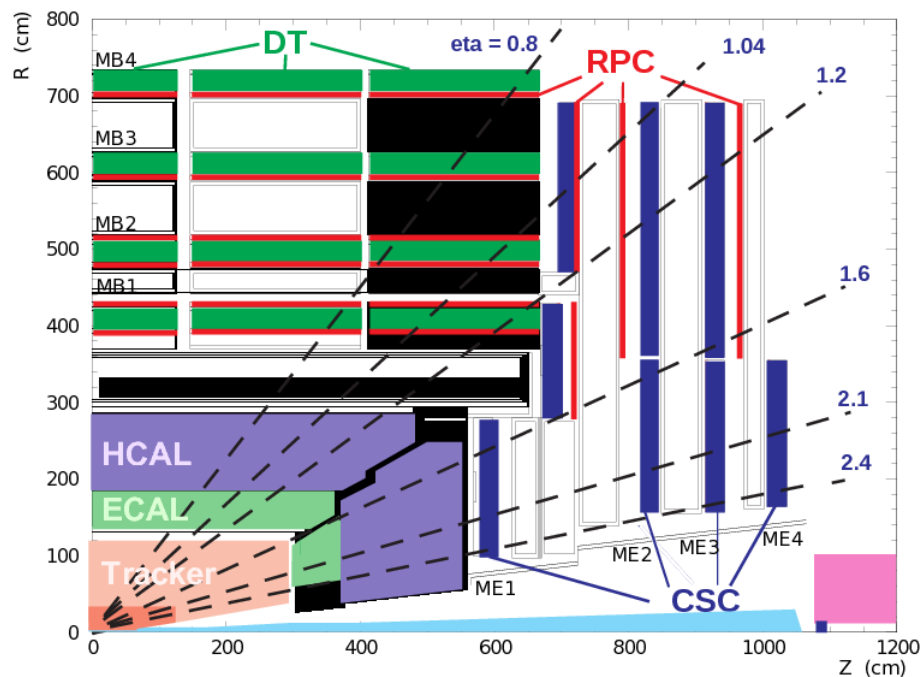 R (cm)
800
700
600
500
400
300
200
100
0
0
200
400
600
800
1000
1200
Z (cm)
DT
eta = 0.8
1.04
RPC
1.2
MB4
MB3
MB2
MB1
1.6
2.1
2.4
HCAL
ECAL
Tracker
ME1
ME2
ME3
ME4
CSC